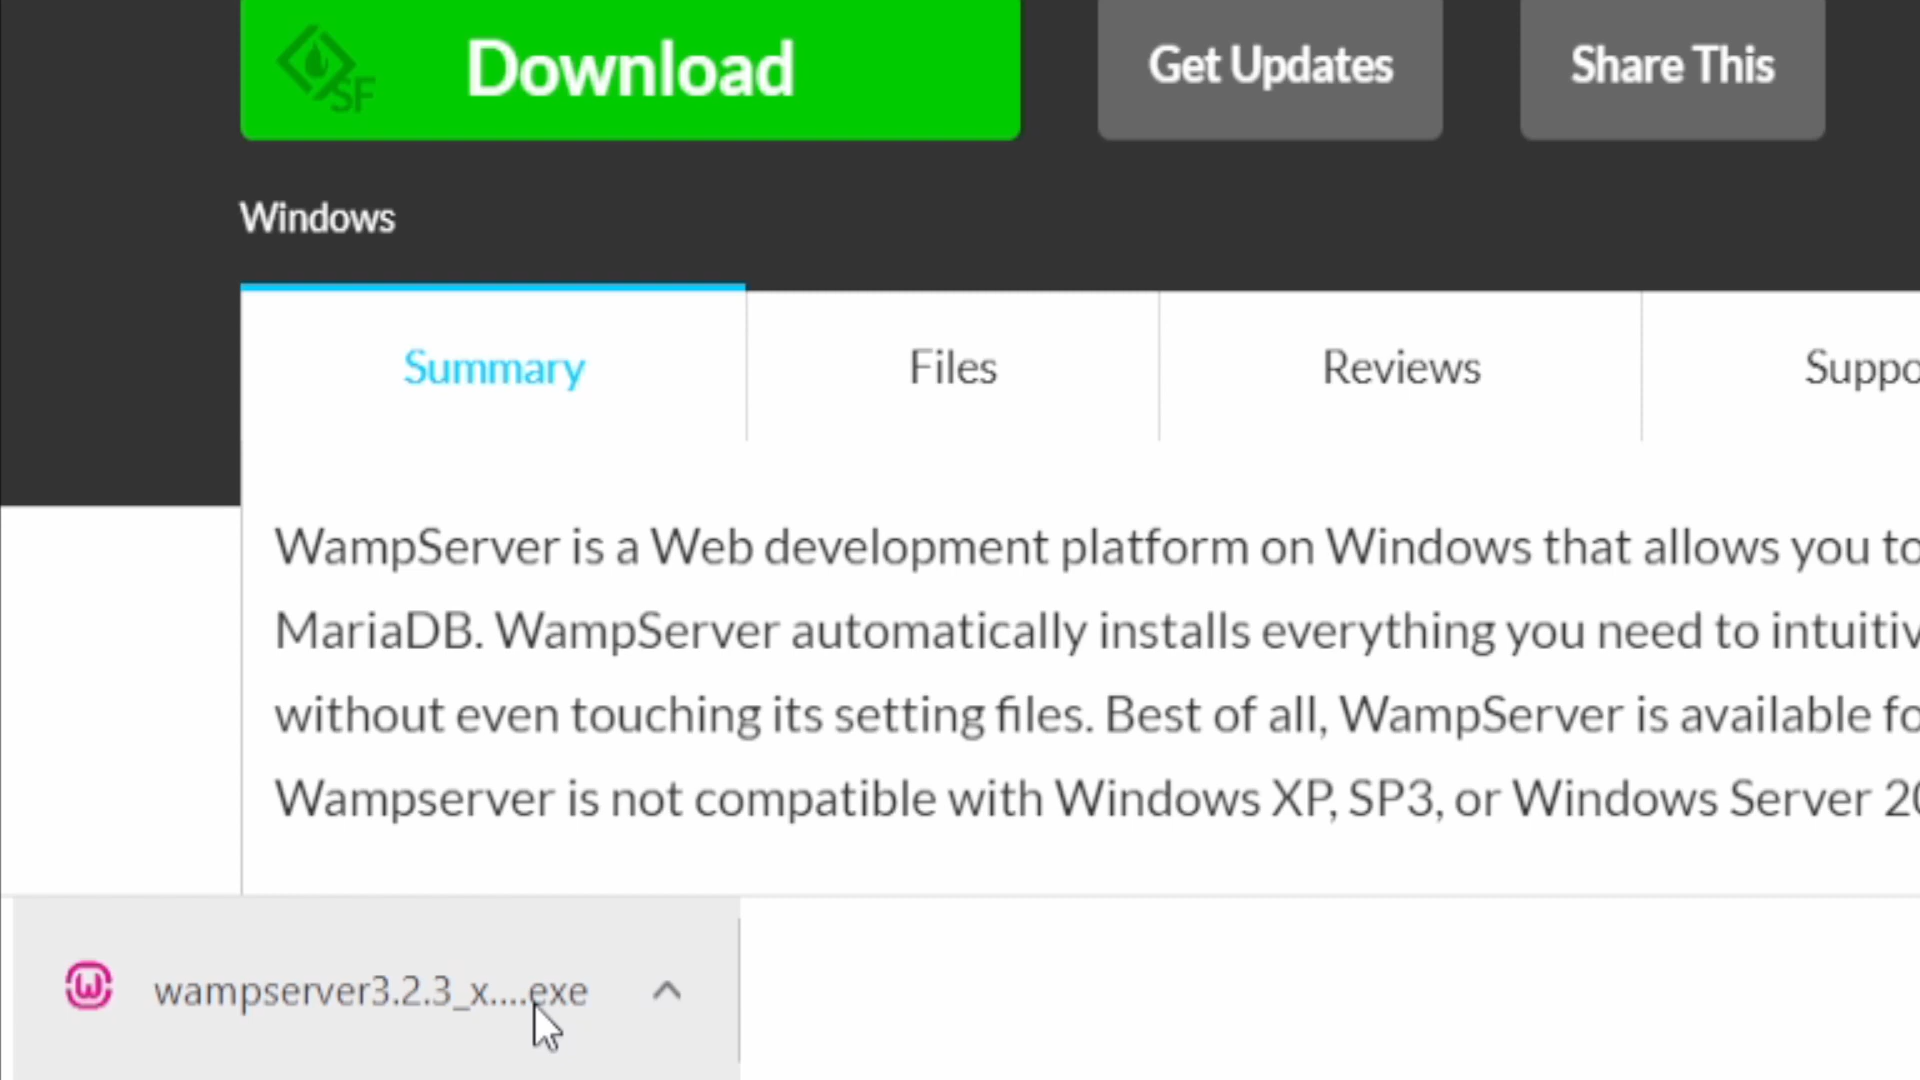 SF Download Get Updates Share This
Windows
Summary Files Reviews Suppo
WampServer is a Web development platform on Windows that allows you to
MariaDB. WampServer automatically installs everything you need to intuitiv
without even touching its setting files. Best of all, WampServer is available fo
Wampserver is not compatible with Windows XP, SP3, or Windows Server 20
wampserver3.2.3_x....exe